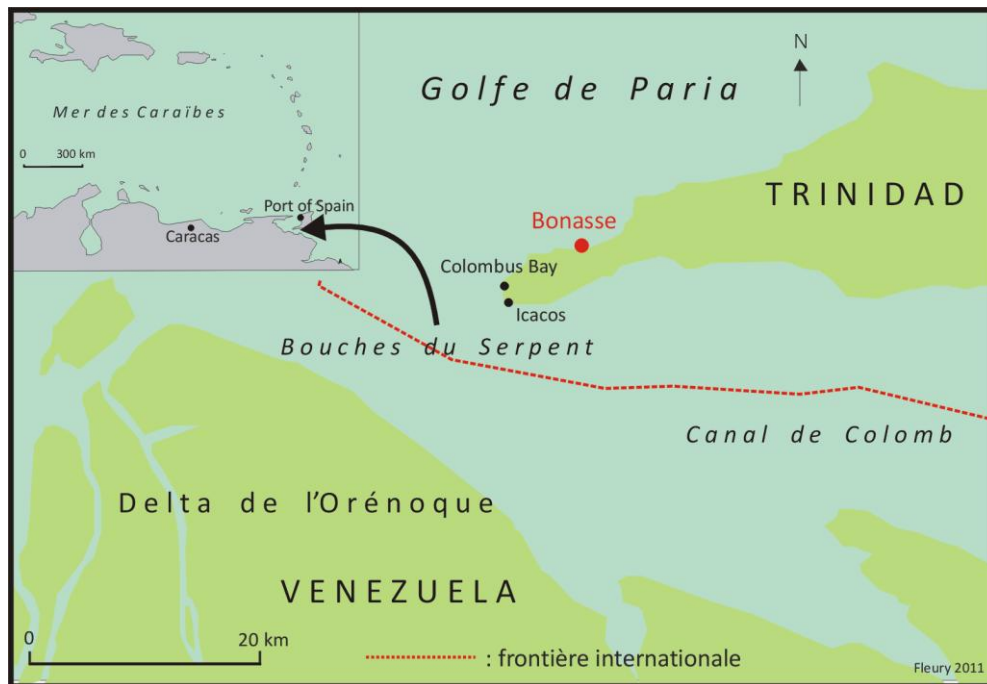 Golfe de Paria
N
Mer des Caraïbes
0 300 km
Port of Spain
Caracas
TRINIDAD
Bonasse
Colombus Bay
Icacos
Bouches du Serpent
Canal de Colomb
Delta de l'Orénoque
VENEZUELA
0 20 km
: frontière internationale
Fleury 2011